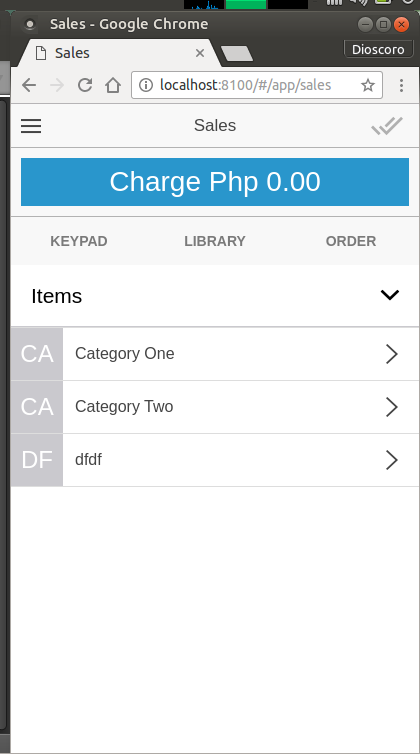 Sales - Google Chrome
Sales
Dioscoro
localhost:8100/#/app/sales
Sales
Charge Php 0.00
KEYPAD LIBRARY ORDER
Items
CA Category One
CA Category Two
DF dfdf